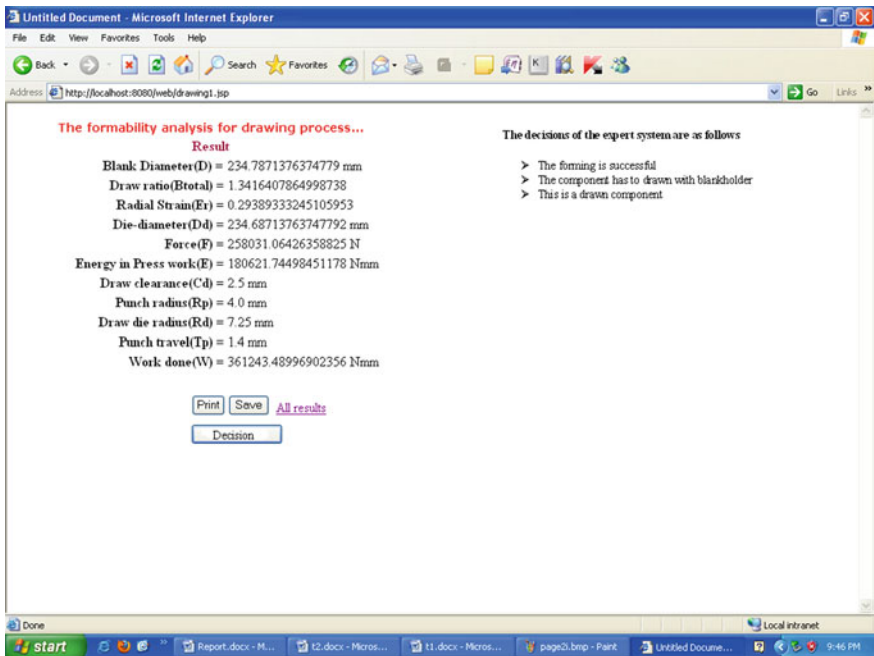 Untitled Document - Microsoft Internet Explorer
File Edit View Favorites Tools Help
Back Search Favorites
Address http://localhost:8080/web/drawing1.jsp Go Links »
The formability analysis for drawing process...
Result
Blank Diameter(D) = 234.7871376374779 mm
Draw ratio(Btotal) = 1.3416407864998738
Radial Strain(Er) = 0.29389333245105953
Die-diameter(Dd) = 234.68713763747792 mm
Force(F) = 258031.06426358825 N
Energy in Press work(E) = 180621.74498451178 Nmm
Draw clearance(Cd) = 2.5 mm
Punch radius(Rp) = 4.0 mm
Draw die radius(Rd) = 7.25 mm
Punch travel(Tp) = 1.4 mm
Work done(W) = 361243.48996902356 Nmm
Print Save All results
Decision
The decisions of the expert system are as follows
➢ The forming is successful
➢ The component has to drawn with blankholder
➢ This is a drawn component
Done Local intranet
start » Report.docx - M... t2.docx - Micros... t1.docx - Micros... page2i.bmp - Paint Untitled Docume... 9:46 PM